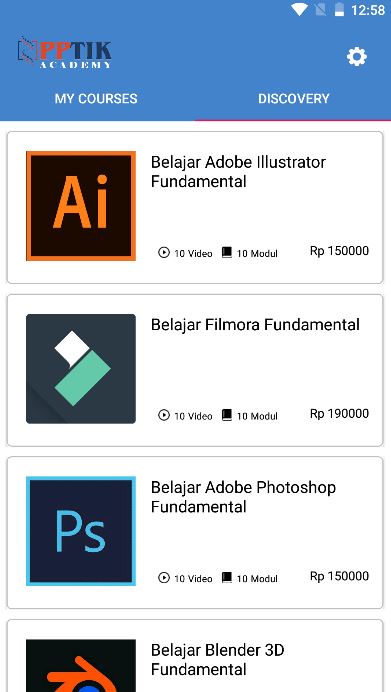 12:58
PPTIK
ACADEMY
MY COURSES
DISCOVERY
Ai
Belajar Adobe Illustrator
Fundamental
10 Video
10 Modul
Rp 150000
Belajar Filmora Fundamental
10 Video
10 Modul
Rp 190000
Ps
Belajar Adobe Photoshop
Fundamental
10 Video
10 Modul
Rp 150000
Belajar Blender 3D
Fundamental